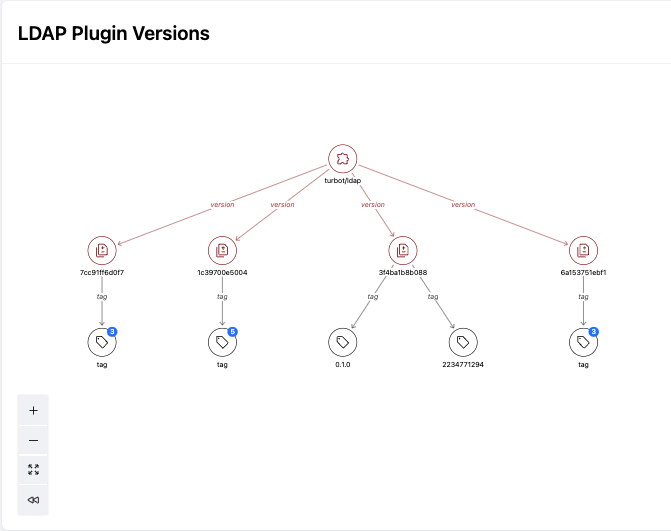 LDAP Plugin Versions
turbot/ldap
version
version
version
version
7cc91ff6d0f7
1c39700e5004
3f4ba1b8b088
6a153751ebf1
tag
tag
tag
tag
tag
3
5
3
tag
tag
0.1.0
2234771294
tag